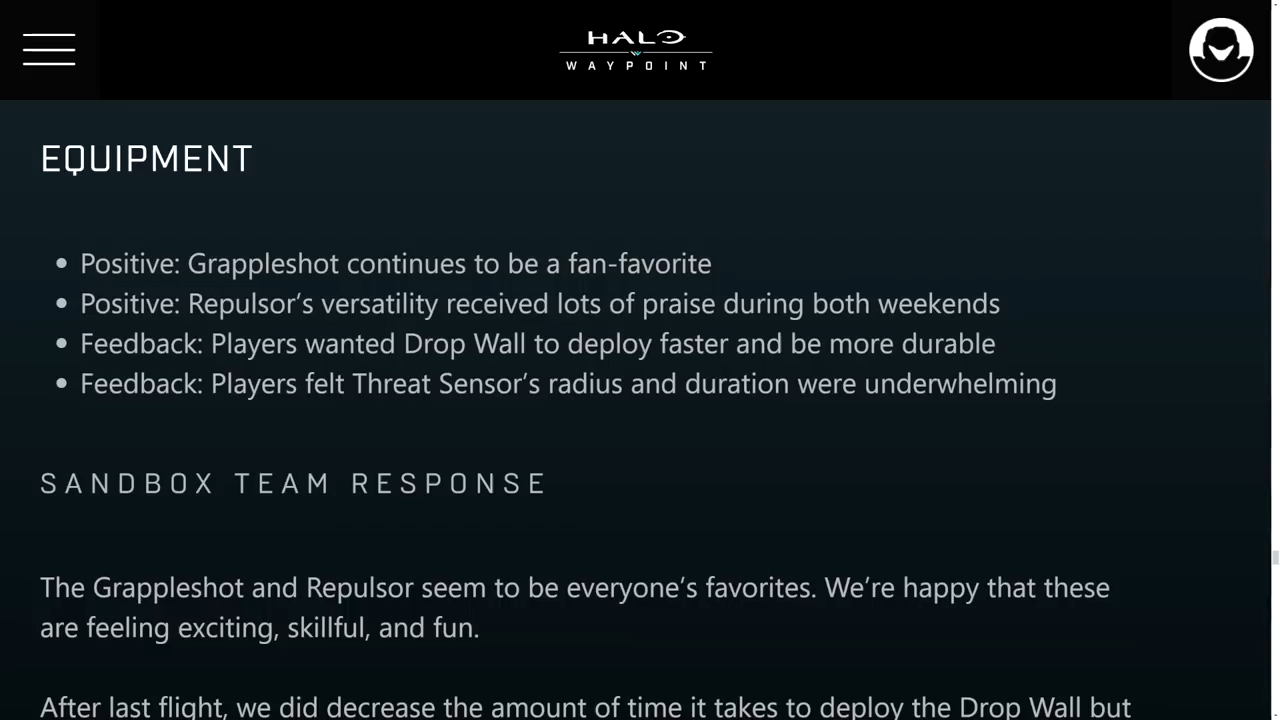 HALO
WAYPOINT
EQUIPMENT
• Positive: Grappleshot continues to be a fan-favorite
• Positive: Repulsor’s versatility received lots of praise during both weekends
• Feedback: Players wanted Drop Wall to deploy faster and be more durable
• Feedback: Players felt Threat Sensor’s radius and duration were underwhelming
SANDBOX TEAM RESPONSE
The Grappleshot and Repulsor seem to be everyone’s favorites. We’re happy that these
are feeling exciting, skillful, and fun.
After last flight, we did decrease the amount of time it takes to deploy the Drop Wall but